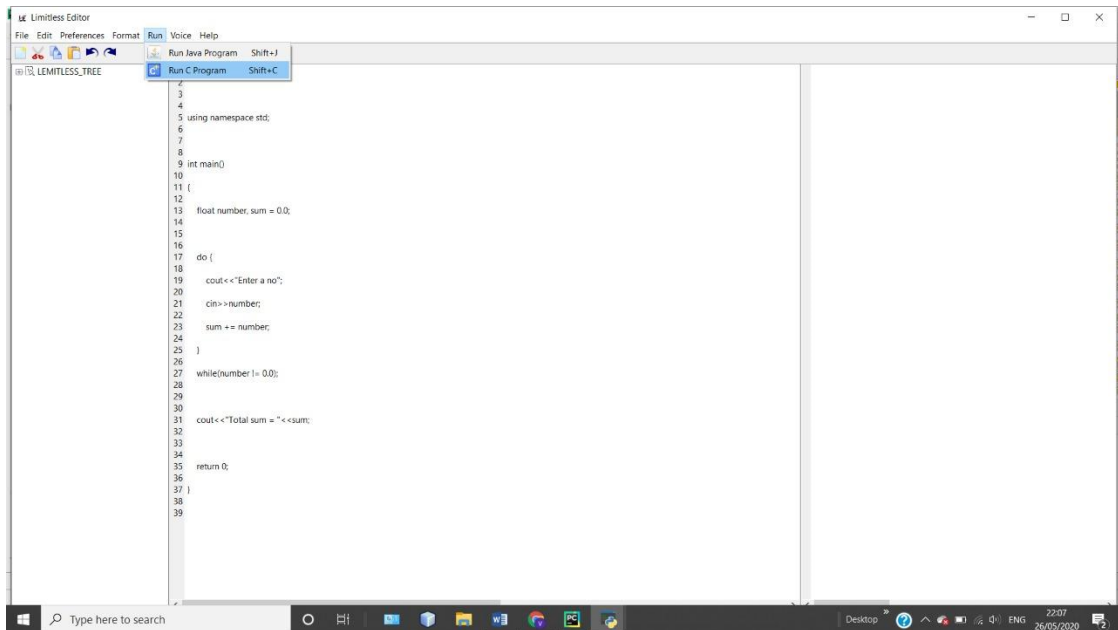 LE Limitless Editor
File Edit Preferences Format Run Voice Help
Run Java Program Shift+J
LEMITLESS_TREE
Run C Program Shift+C
2
3
4
5 using namespace std;
6
7
8
9 int main()
10
11 {
12
13 float number, sum = 0.0;
14
15
16
17 do {
18
19 cout<<"Enter a no";
20
21 cin>>number;
22
23 sum += number;
24
25 }
26
27 while(number != 0.0);
28
29
30
31 cout<<"Total sum = "<<sum;
32
33
34
35 return 0;
36
37 }
38
39
Type here to search
Desktop
ENG
22:07
26/05/2020